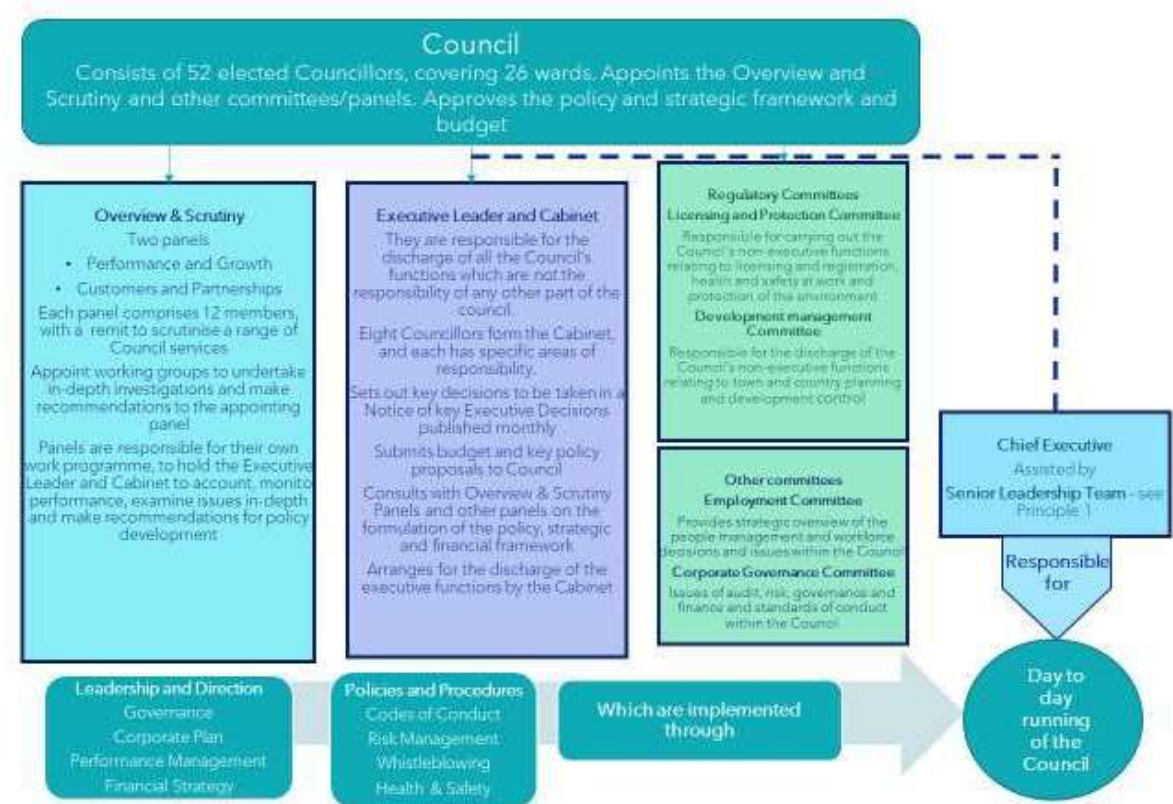 Council
Consists of 52 elected Councillors, covering 26 wards. Appoints the Overview and
Scrutiny and other committees/panels. Approves the policy and strategic framework and
budget
Overview & Scrutiny
Two panels
• Performance and Growth
• Customers and Partnerships
Each panel comprises 12 members,
with a remit to scrutinise a range of
Council services
Appoint working groups to undertake
in-depth investigations and make
recommendations to the appointing
panel
Panels are responsible for their own
work programme, to hold the Executive
Leader and Cabinet to account, monito
performance, examine issues in-depth
and make recommendations for policy
development
Executive Leader and Cabinet
They are responsible for the
discharge of all the Council's
functions which are not the
responsibility of any other part of the
council.
Eight Councillors form the Cabinet,
and each has specific areas of
responsibility.
Sets out key decisions to be taken in a
Notice of key Executive Decisions
published monthly
Submits budget and key policy
proposals to Council
Consults with Overview & Scrutiny
Panels and other panels on the
formulation of the policy, strategic
and financial framework
Arranges for the discharge of the
executive functions by the Cabinet
Regulatory Committees
Licensing and Protection Committee
Responsible for carrying out the
Council's non-executive functions
relating to licensing and registration,
health and safety at work and
protection of the environment
Development management
Committee
Responsible for the discharge of the
Council's non-executive functions
relating to town and country planning
and development control
Other committees
Employment Committee
Provides strategic overview of the
people management and workforce
decisions and issues within the Council
Corporate Governance Committee
Issues of audit, risk, governance and
finance and standards of conduct
within the Council
Chief Executive
Assisted by
Senior Leadership Team - see
Principle 1
Responsible
for
Day to
day
running
of the
Council
Leadership and Direction
Governance
Corporate Plan
Performance Management
Financial Strategy
Policies and Procedures
Codes of Conduct
Risk Management
Whistleblowing
Health & Safety
Which are implemented
through